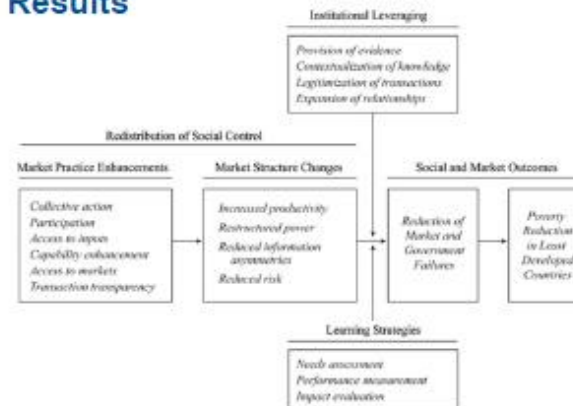 Results
Institutional Leveraging
Provision of evidence
Contextualization of knowledge
Legitimization of transactions
Expansion of relationships
Redistribution of Social Control
Market Practice Enhancements
Collective action
Participation
Access to inputs
Capability enhancement
Access to markets
Transaction transparency
Market Structure Changes
Increased productivity
Restructured power
Reduced information
asymmetries
Reduced risk
Social and Market Outcomes
Reduction of
Market and
Government
Failures
Poverty
Reduction
in Least
Developed
Countries
Learning Strategies
Needs assessment
Performance measurement
Impact evaluation